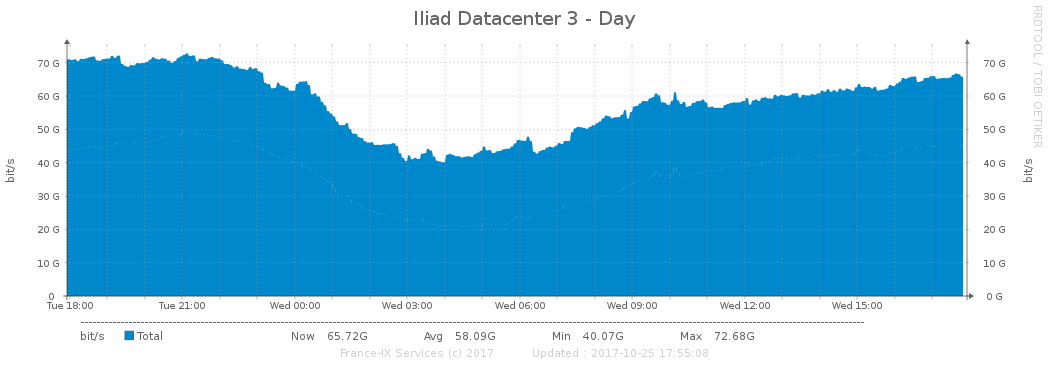 Iliad Datacenter 3 - Day
RRDTOOL / TOBI OETIKER
bit/s
70 G 70 G
60 G 60 G
50 G 50 G
40 G 40 G
30 G 30 G
20 G 20 G
10 G 10 G
0 0 G
bit/s
Tue 18:00 Tue 21:00 Wed 00:00 Wed 03:00 Wed 06:00 Wed 09:00 Wed 12:00 Wed 15:00
bit/s Total Now 65.72G Avg 58.09G Min 40.07G Max 72.68G
France-IX Services (c) 2017 Updated : 2017-10-25 17:55:08